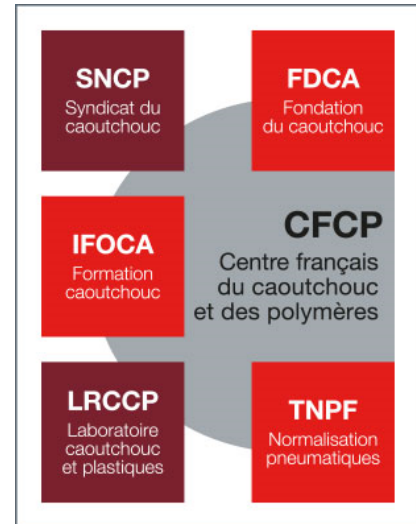 SNCP
Syndicat du
caoutchouc
FDCA
Fondation
du caoutchouc
IFOCA
Formation
caoutchouc
CFCP
Centre français
du caoutchouc
et des polymères
LRCCP
Laboratoire
caoutchouc
et plastiques
TNPF
Normalisation
pneumatiques